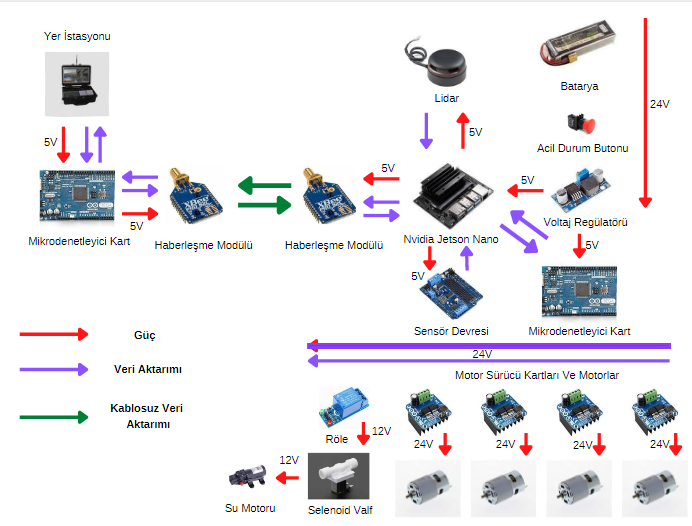 Yer İstasyonu
Lidar
Batarya
24V
5V
5V
Acil Durum Butonu
5V
5V
Mikrodenetleyici Kart
5V
Haberleşme Modülü
Haberleşme Modülü
Nvidia Jetson Nano
Voltaj Regülatörü
5V
5V
Sensör Devresi
Mikrodenetleyici Kart
Güç
Veri Aktarımı
Kablosuz Veri
Aktarımı
24V
Motor Sürücü Kartları Ve Motorlar
Röle
12V
24V
24V
24V
24V
12V
Su Motoru
Selenoid Valf